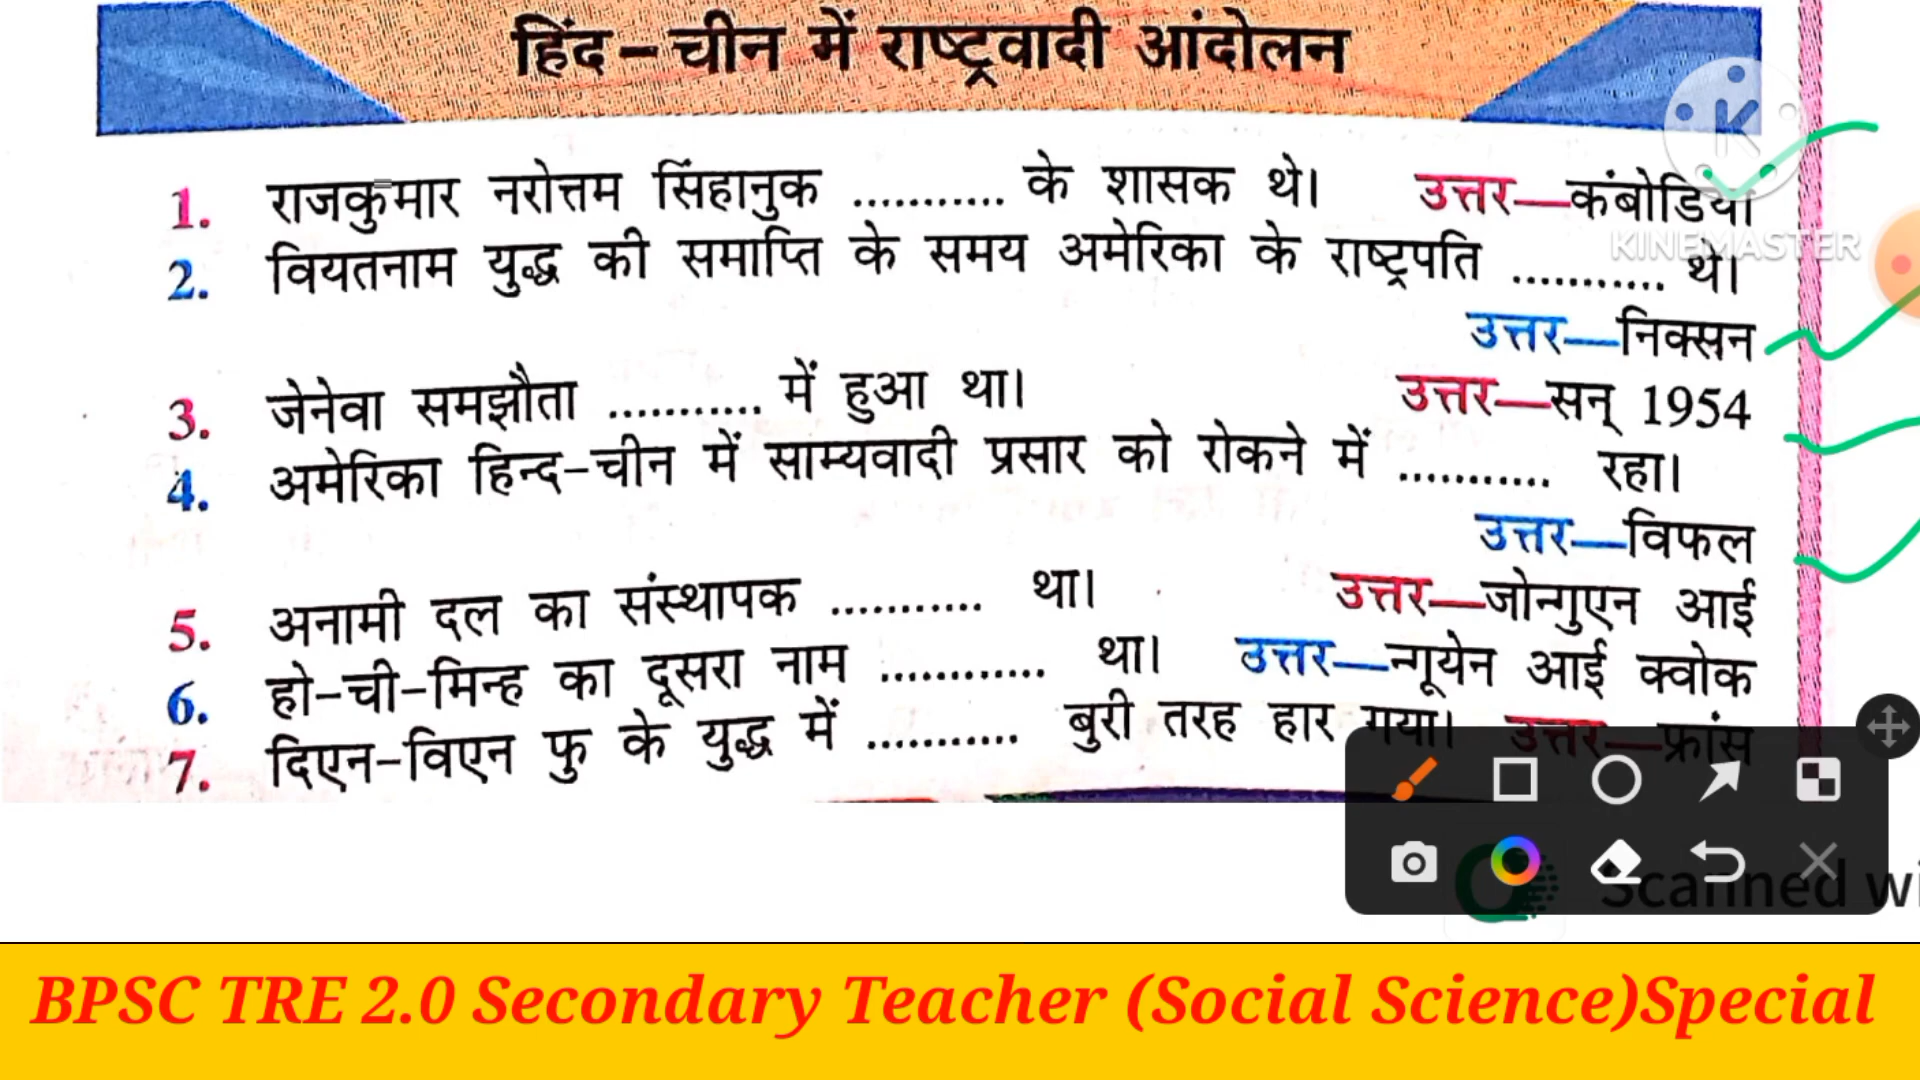 हिंद-चीन में राष्ट्रवादी आंदोलन
1. राजकुमार नरोत्तम सिंहानुक ........... के शासक थे। उत्तर—कंबोडिया
KINEMASTER
2. वियतनाम युद्ध की समाप्ति के समय अमेरिका के राष्ट्रपति ........... थे।
उत्तर—निक्सन
3. जेनेवा समझौता ........... में हुआ था। उत्तर—सन् 1954
4. अमेरिका हिन्द-चीन में साम्यवादी प्रसार को रोकने में ........... रहा।
उत्तर—विफल
5. अनामी दल का संस्थापक ........... था। उत्तर—जोन्गुएन आई
6. हो-ची-मिन्ह का दूसरा नाम ............ था। उत्तर—न्गूयेन आई क्वोक
7. दिएन-विएन फु के युद्ध में ........... बुरी तरह हार गया। उत्तर—फ्रांस
Scanned wi
BPSC TRE 2.0 Secondary Teacher (Social Science)Special